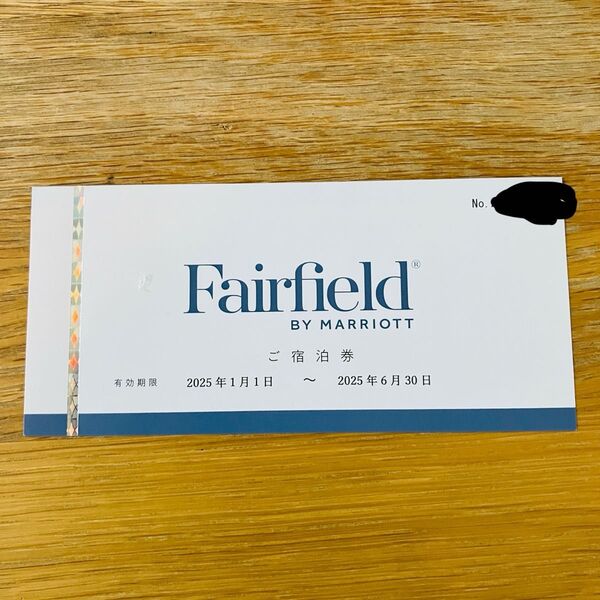 No.
Fairfield®
BY MARRIOTT
ご宿泊券
有効期限 2025年1月1日 ～ 2025年6月30日